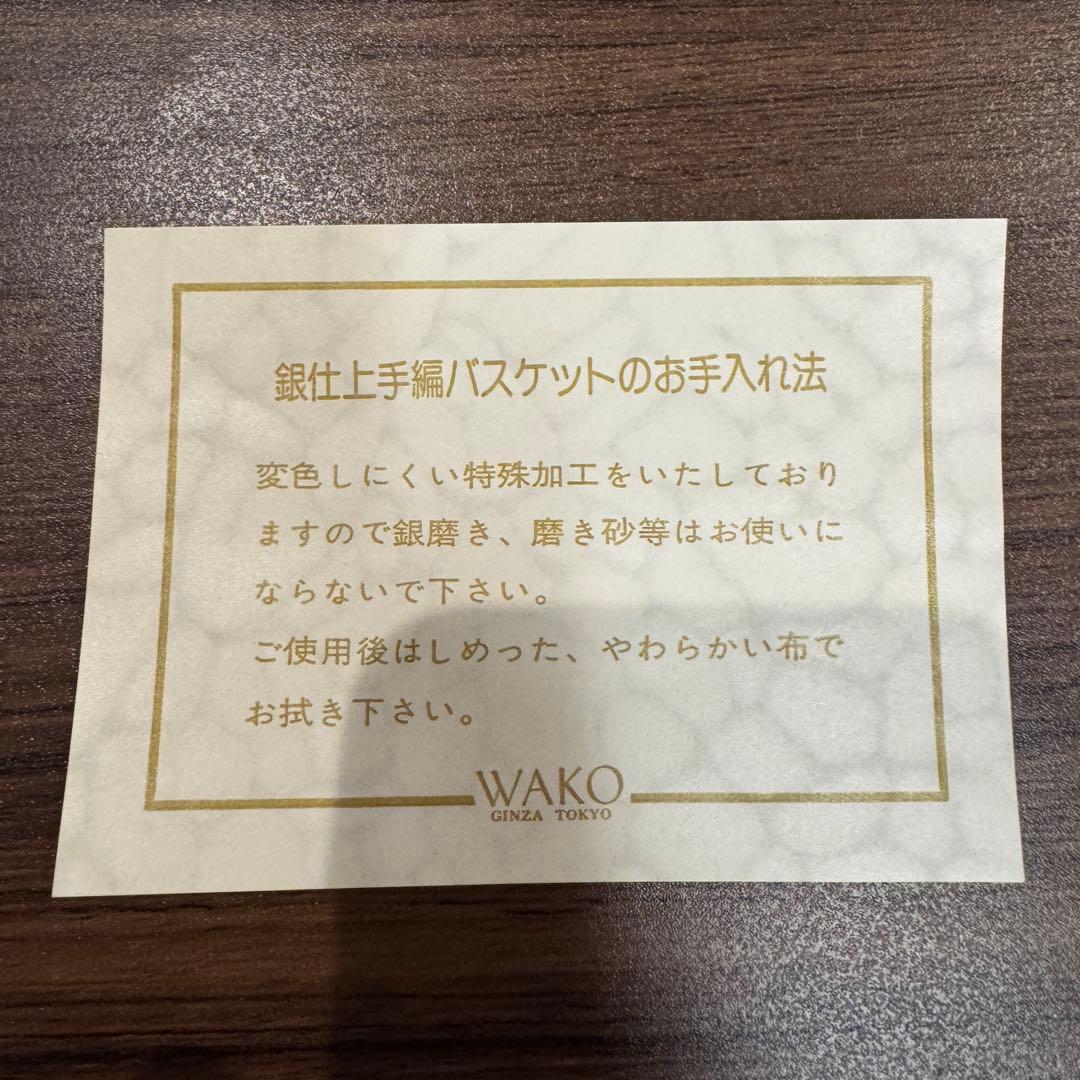 銀仕上手編バスケットのお手入れ法
変色しにくい特殊加工をいたしており
ますので銀磨き、磨き砂等はお使いに
ならないで下さい。
ご使用後はしめった、やわらかい布で
お拭き下さい。
WAKO
GINZA TOKYO